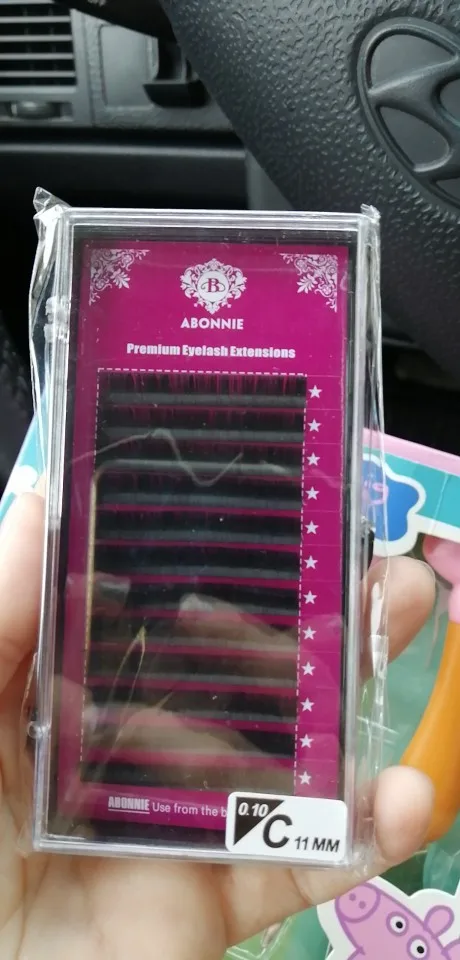 B
ABONNIE
Premium Eyelash Extensions
ABONNIE Use from the
0.10
C 11 MM